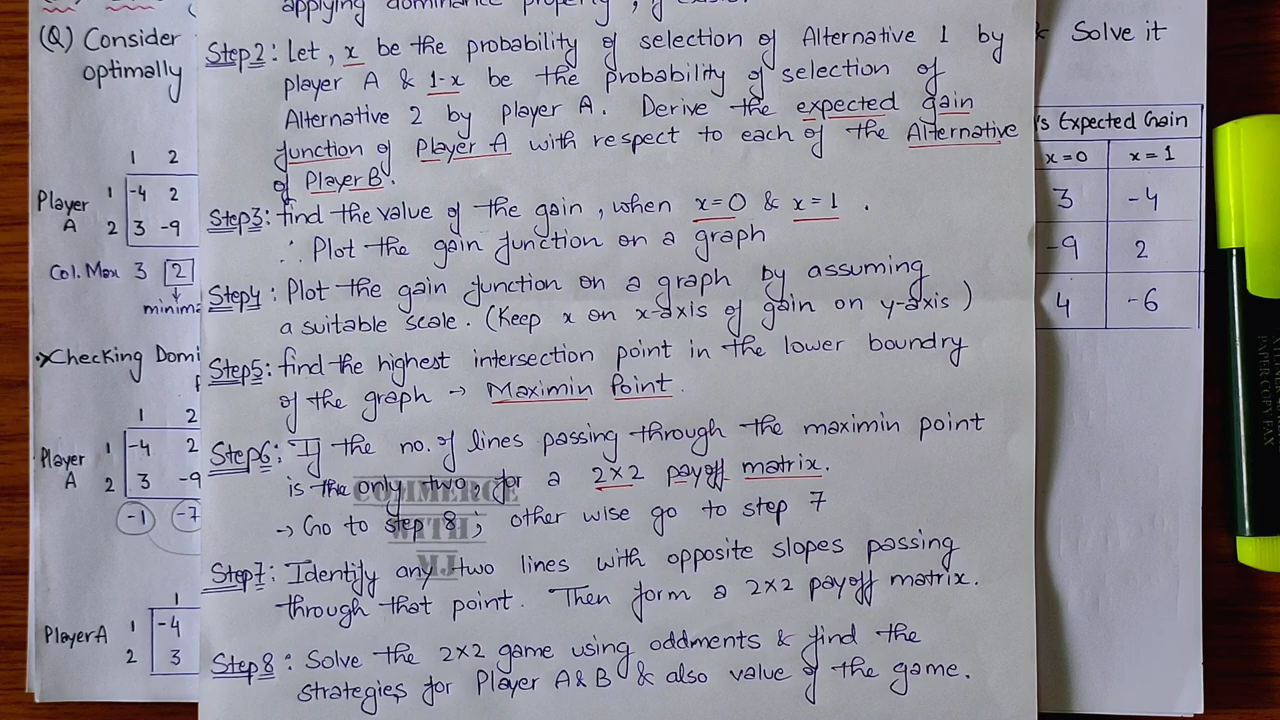 applying dominance property, if exists.
Step2: Let, x be the probability of selection of Alternative 1 by
player A & 1-x be the probability of selection of
Alternative 2 by player A. Derive the expected gain
function of Player A with respect to each of the Alternative
of Player B.
Step3: find the value of the gain, when x=0 & x=1.
∴ Plot the gain function on a graph
Step4: Plot the gain function on a graph by assuming
a suitable scale. (Keep x on x-axis of gain on y-axis)
Step5: find the highest intersection point in the lower boundry
of the graph → Maximin Point.
Step6: If the no. of lines passing through the maximin point
is the only two, for a 2×2 payoff matrix.
→ Go to step 8; other wise go to step 7
Step7: Identify any two lines with opposite slopes passing
through that point. Then form a 2×2 payoff matrix.
Step8: Solve the 2×2 game using oddments & find the
strategies for Player A&B & also value of the game.
COMMERCE
WITH
MJ
(Q) Consider
optimally
1 2
Player 1 -4 2
A 2 3 -9
Col. Max 3 2
Checking
1 2
Player 1 -4 2
A 2 3 -9
-1 -7
1
Player A 1 -4
2 3
Solve it
's Expected Gain
x=0 x=1
3 -4
-9 2
4 -6